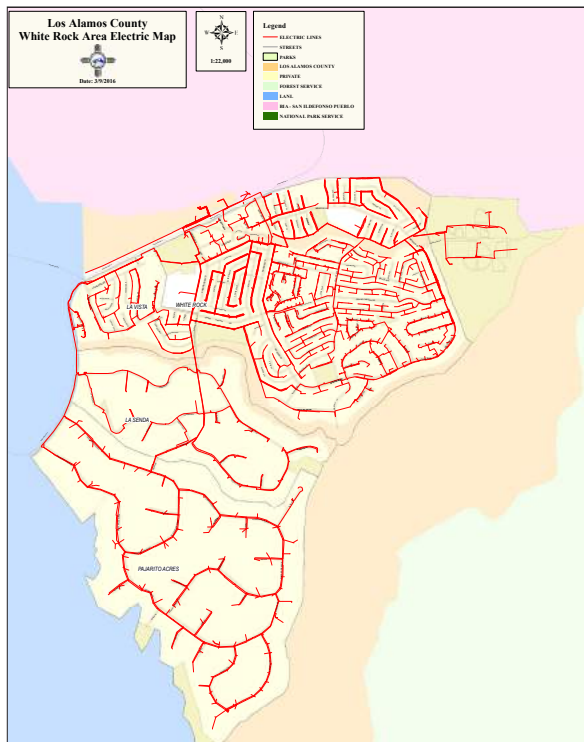 Los Alamos County
White Rock Area Electric Map
Date: 3/9/2016
N
W
E
S
1:22,000
Legend
ELECTRIC LINES
STREETS
PARKS
LOS ALAMOS COUNTY
PRIVATE
FOREST SERVICE
LANL
BIA - SAN ILDEFONSO PUEBLO
NATIONAL PARK SERVICE
LA VISTA
WHITE ROCK
LA SENDA
PAJARITO ACRES